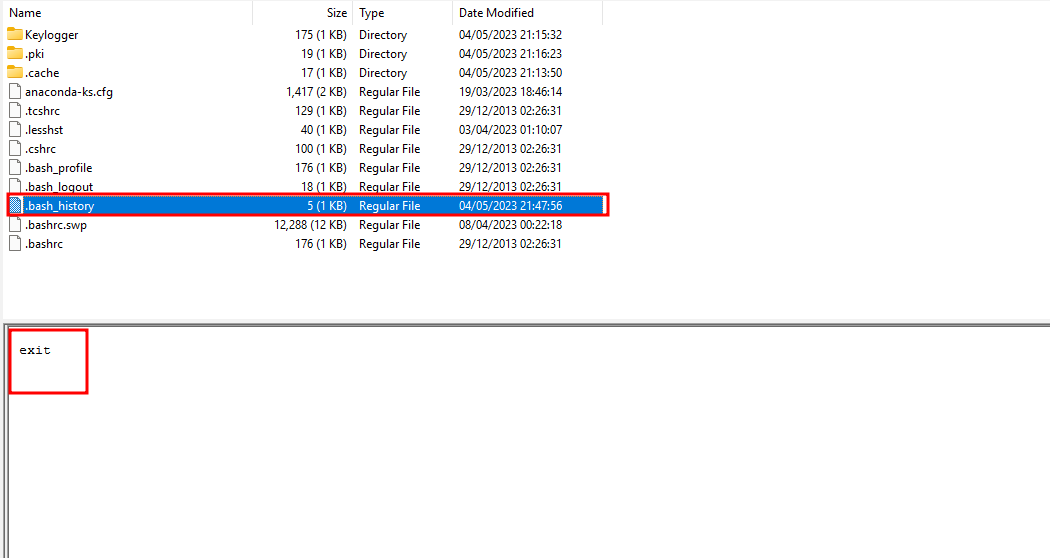 Name Size Type Date Modified
Keylogger 175 (1 KB) Directory 04/05/2023 21:15:32
.pki 19 (1 KB) Directory 04/05/2023 21:16:23
.cache 17 (1 KB) Directory 04/05/2023 21:13:50
anaconda-ks.cfg 1,417 (2 KB) Regular File 19/03/2023 18:46:14
.tcshrc 129 (1 KB) Regular File 29/12/2013 02:26:31
.lesshst 40 (1 KB) Regular File 03/04/2023 01:10:07
.cshrc 100 (1 KB) Regular File 29/12/2013 02:26:31
.bash_profile 176 (1 KB) Regular File 29/12/2013 02:26:31
.bash_logout 18 (1 KB) Regular File 29/12/2013 02:26:31
.bash_history 5 (1 KB) Regular File 04/05/2023 21:47:56
.bashrc.swp 12,288 (12 KB) Regular File 08/04/2023 00:22:18
.bashrc 176 (1 KB) Regular File 29/12/2013 02:26:31
exit